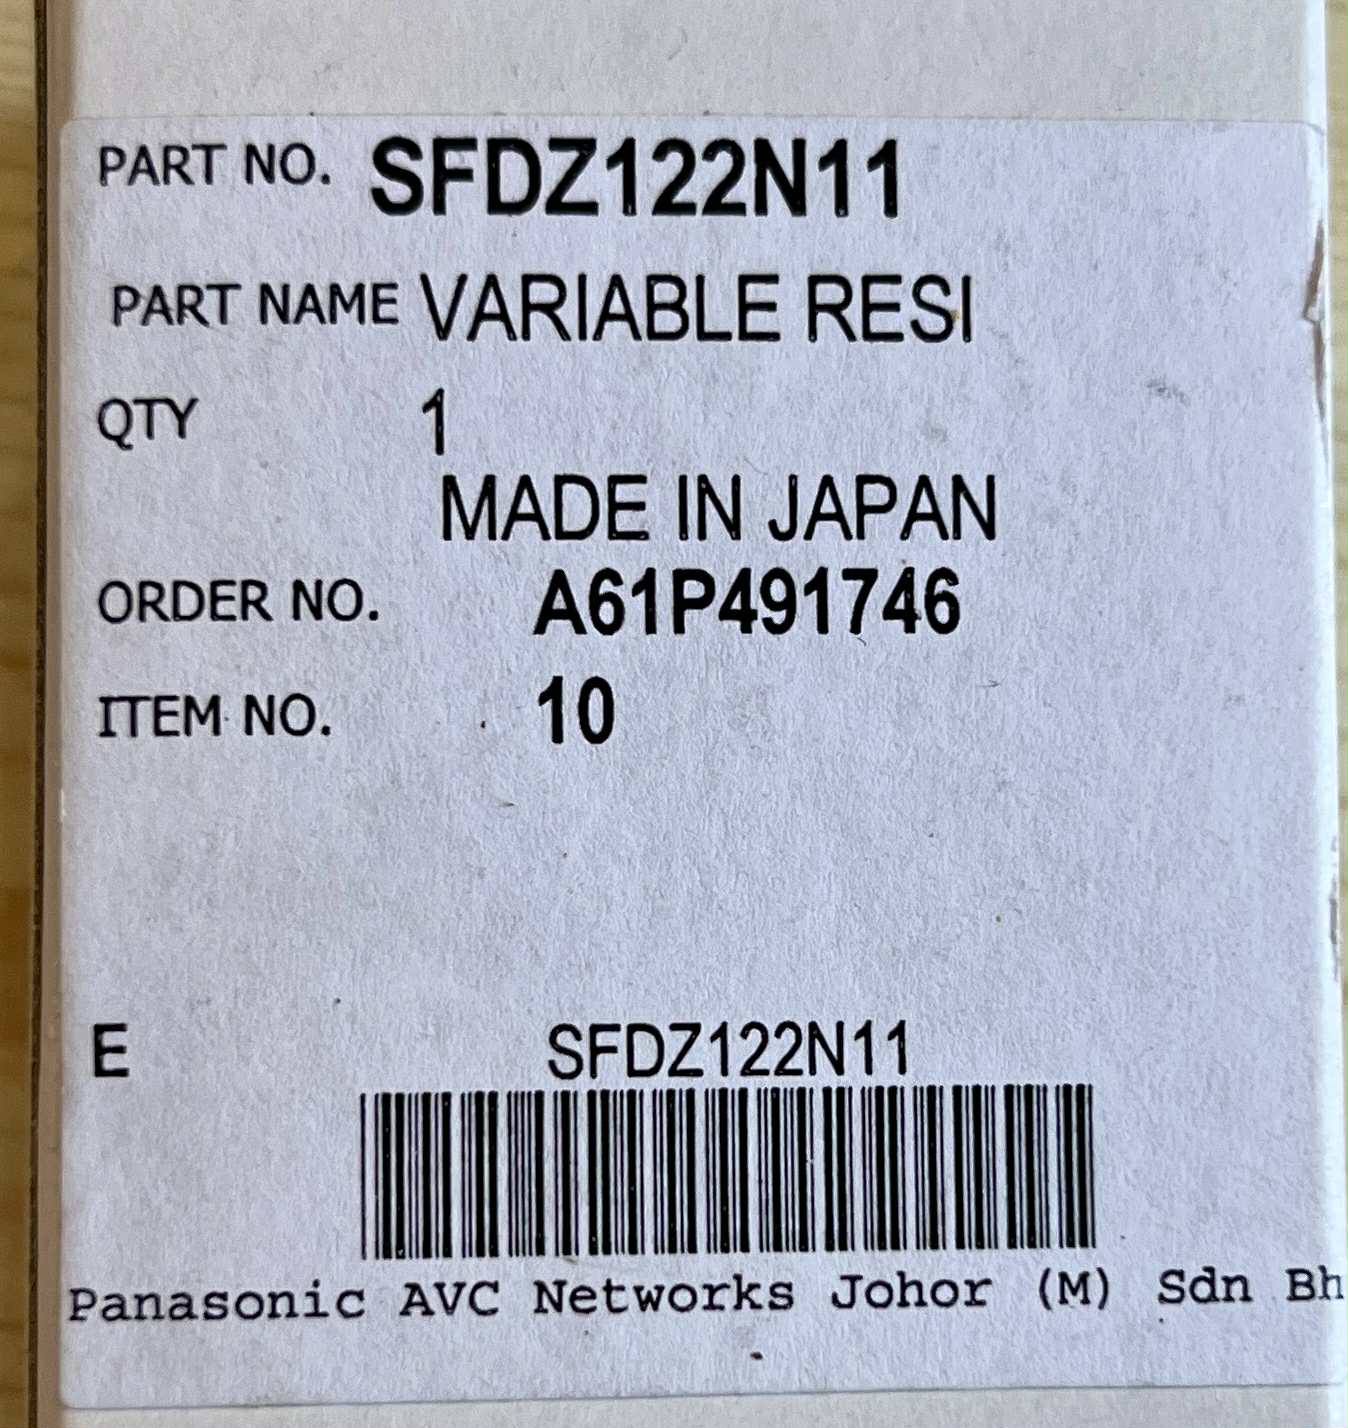 PART NO. SFDZ122N11
PART NAME VARIABLE RESI
QTY 1
MADE IN JAPAN
ORDER NO. A61P491746
ITEM NO. 10
E SFDZ122N11
Panasonic AVC Networks Johor (M) Sdn Bh